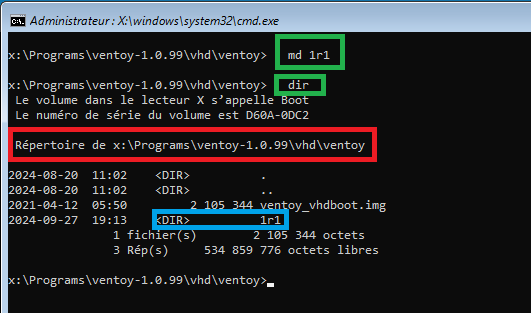 Administrateur : X:\windows\system32\cmd.exe
x:\Programs\ventoy-1.0.99\vhd\ventoy> md 1r1
x:\Programs\ventoy-1.0.99\vhd\ventoy> dir
Le volume dans le lecteur X s’appelle Boot
Le numéro de série du volume est D60A-0DC2
Répertoire de x:\Programs\ventoy-1.0.99\vhd\ventoy
2024-08-20 11:02 <DIR> .
2024-08-20 11:02 <DIR> ..
2021-04-12 05:50 2 105 344 ventoy_vhdboot.img
2024-09-27 19:13 <DIR> 1r1
1 fichier(s) 2 105 344 octets
3 Rép(s) 534 859 776 octets libres
x:\Programs\ventoy-1.0.99\vhd\ventoy>_